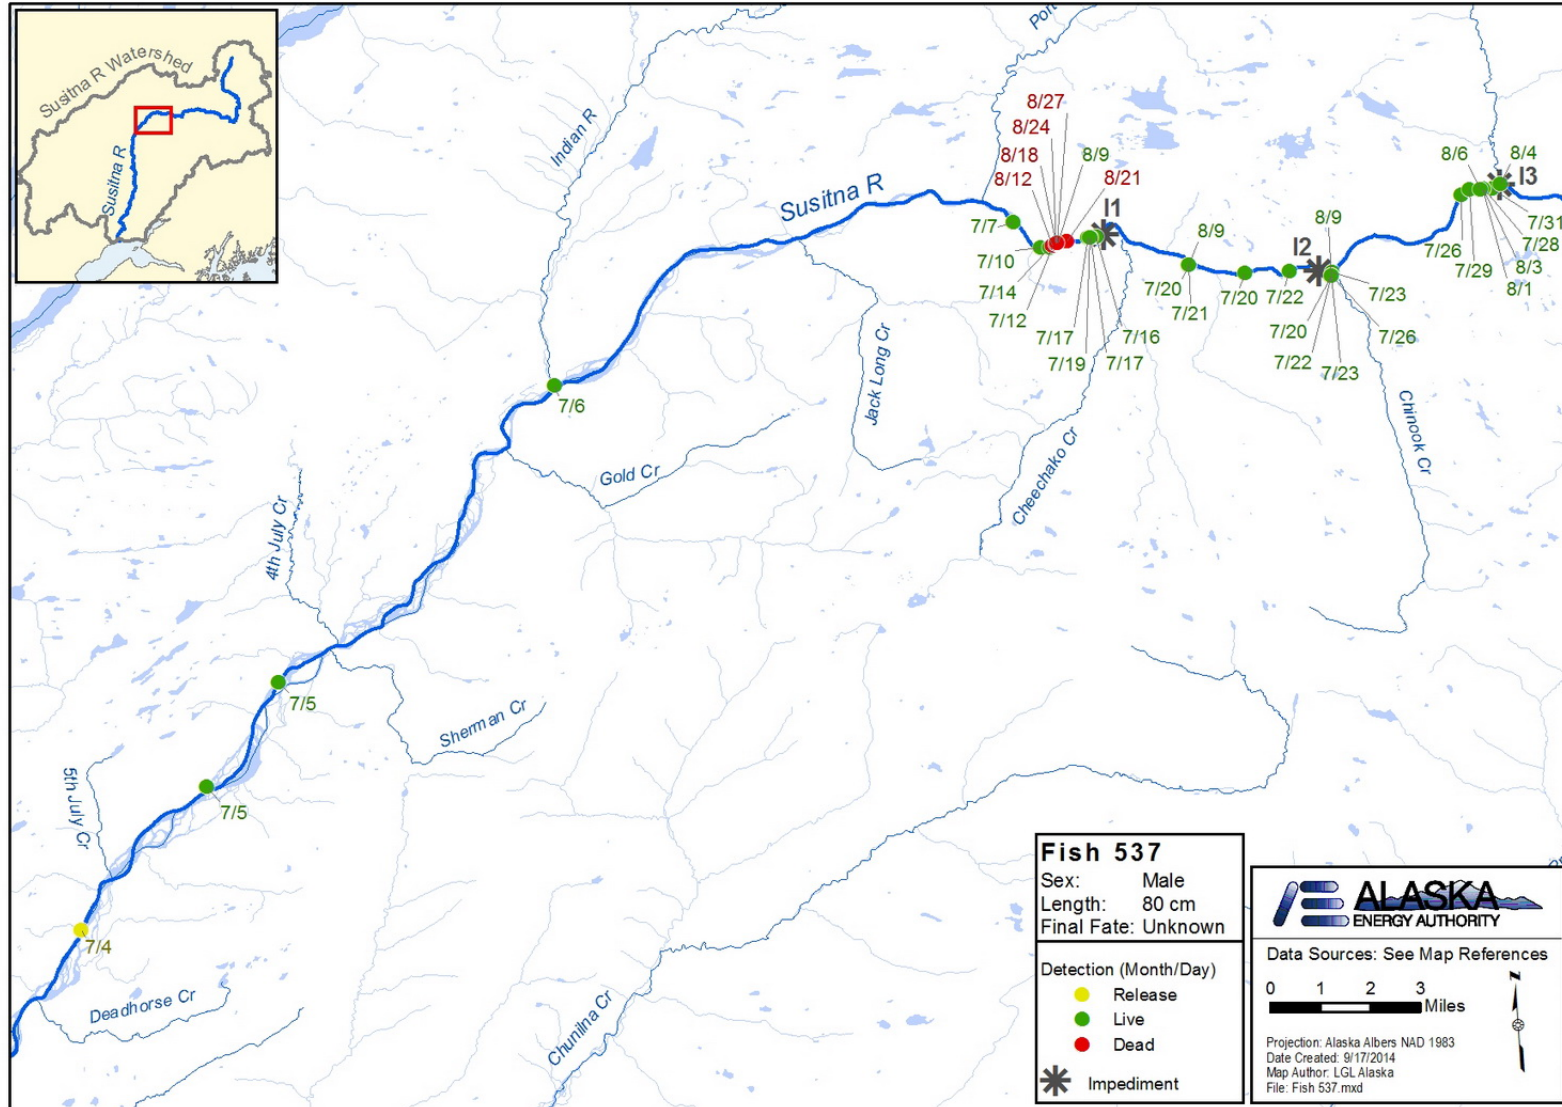 Susitna R Watershed
Susitna R
Indian R
Port
Susitna R
8/27
8/24
8/18
8/12
8/9
8/21
I1
7/7
7/10
7/14
7/12
7/17
7/19
7/17
7/16
8/9
7/20
7/21
7/20
7/22
I2
8/9
7/23
7/26
7/20
7/22
7/23
8/6
8/4
I3
7/31
7/28
8/3
8/1
7/29
7/26
7/6
Jack Long Cr
Gold Cr
Cheechako Cr
Chinook Cr
4th July Cr
7/5
Sherman Cr
7/5
5th July Cr
7/4
Deadhorse Cr
Chunilna Cr
Fish 537
Sex: Male
Length: 80 cm
Final Fate: Unknown
Detection (Month/Day)
Release
Live
Dead
Impediment
ALASKA
ENERGY AUTHORITY
Data Sources: See Map References
0 1 2 3
Miles
N
Projection: Alaska Albers NAD 1983
Date Created: 9/17/2014
Map Author: LGL Alaska
File: Fish 537.mxd